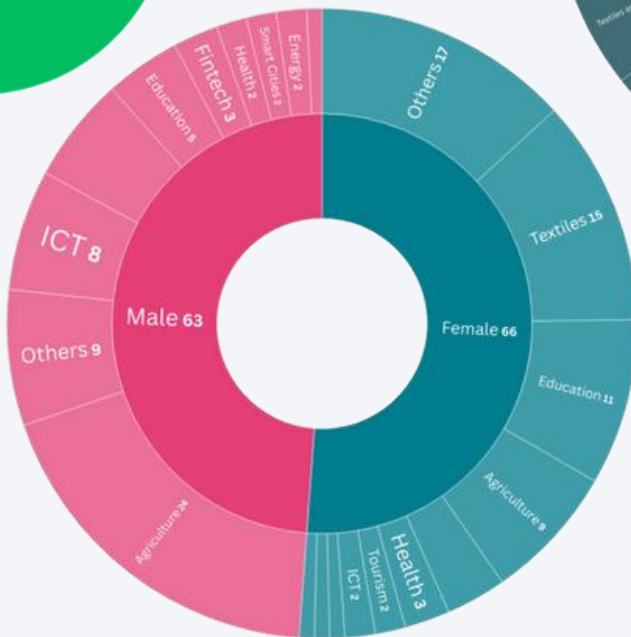 Energy 2
Smart Cities 2
Health 2
Fintech 3
Education 5
ICT 8
Others 9
Agriculture 24
Male 63
Others 17
Textiles 15
Education 11
Agriculture 9
Health 3
Tourism 2
ICT 2
Female 66
Textiles